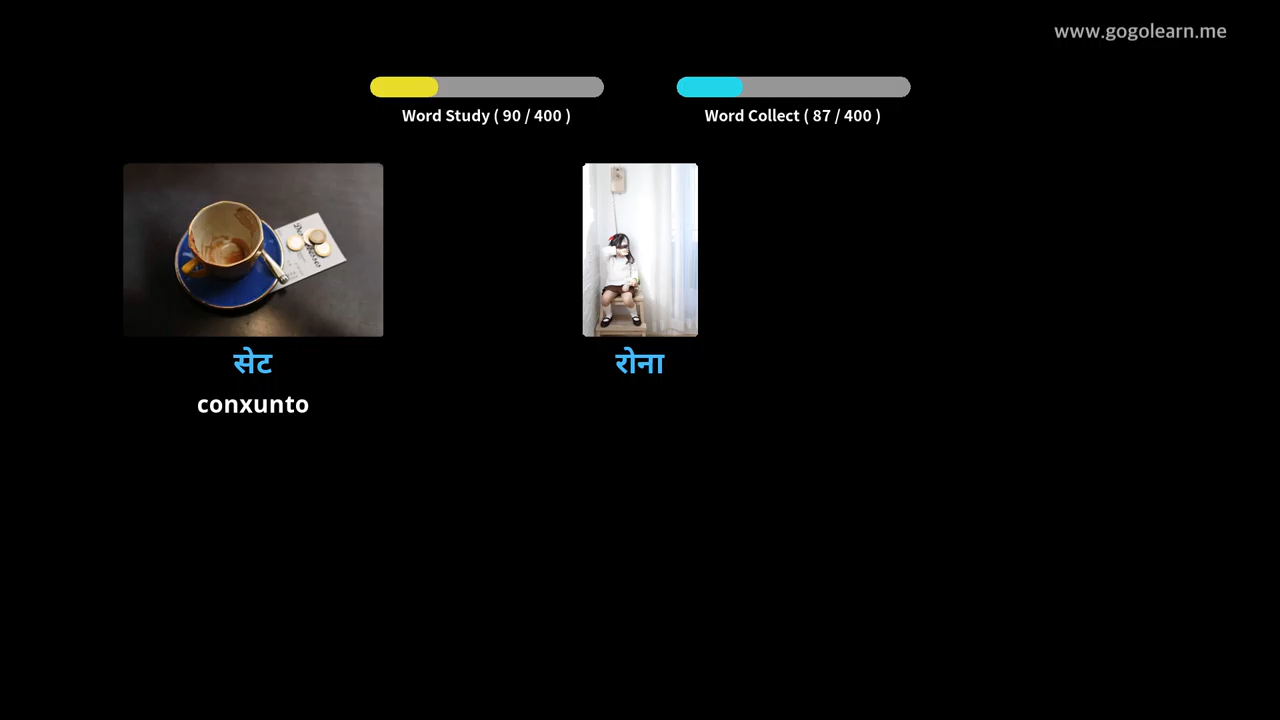 www.gogolearn.me
Word Study ( 90 / 400 )
Word Collect ( 87 / 400 )
सेट
रोना
conxunto